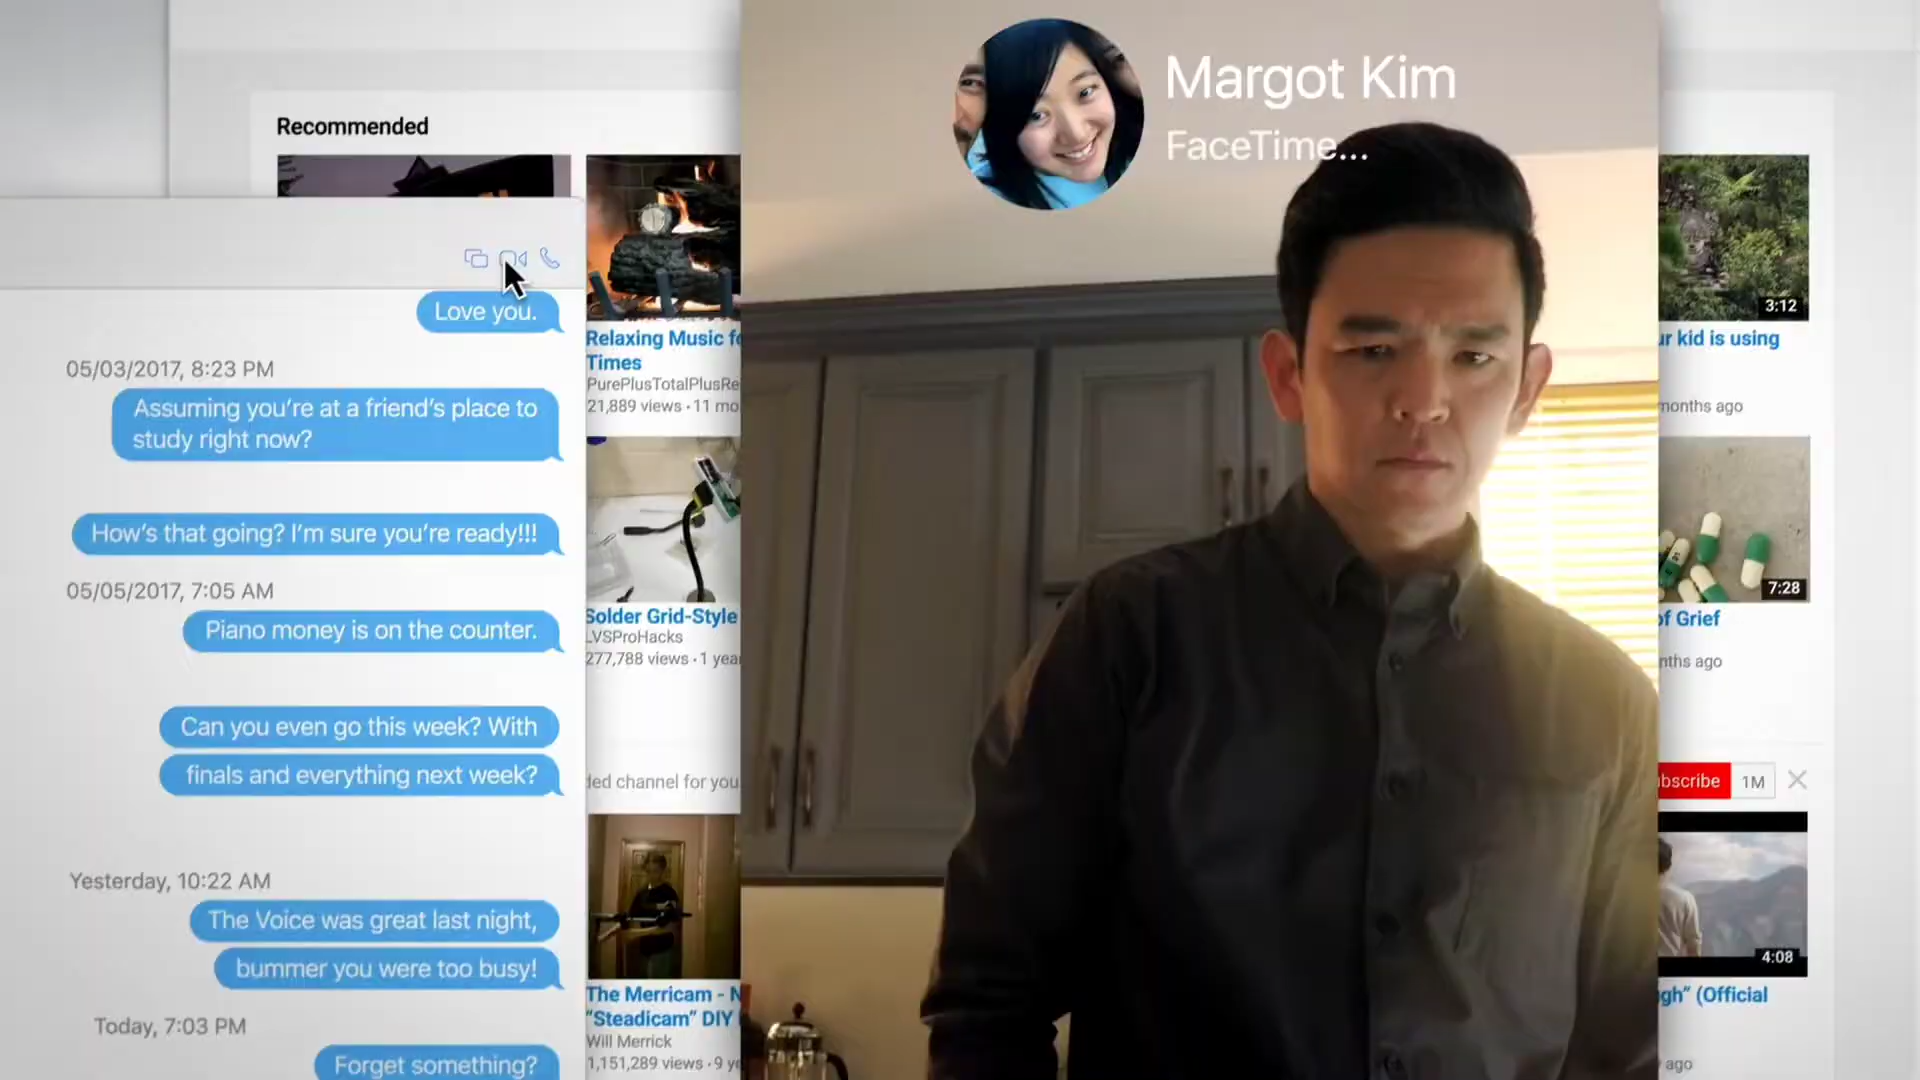 Margot Kim
FaceTime...
Recommended
Love you.
05/03/2017, 8:23 PM
Assuming you're at a friend's place to
study right now?
How's that going? I'm sure you're ready!!!
05/05/2017, 7:05 AM
Piano money is on the counter.
Can you even go this week? With
finals and everything next week?
Yesterday, 10:22 AM
The Voice was great last night,
bummer you were too busy!
Today, 7:03 PM
Forget something?
Relaxing Music fo
Times
PurePlusTotalPlusRe
21,889 views • 11 mo
Solder Grid-Style
LVSProHacks
277,788 views • 1 year
ded channel for you
The Merricam - N
"Steadicam" DIY
Will Merrick
1,151,289 views • 9 ye
3:12
ur kid is using
months ago
7:28
of Grief
nths ago
ubscribe 1M
4:08
gh" (Official
ago